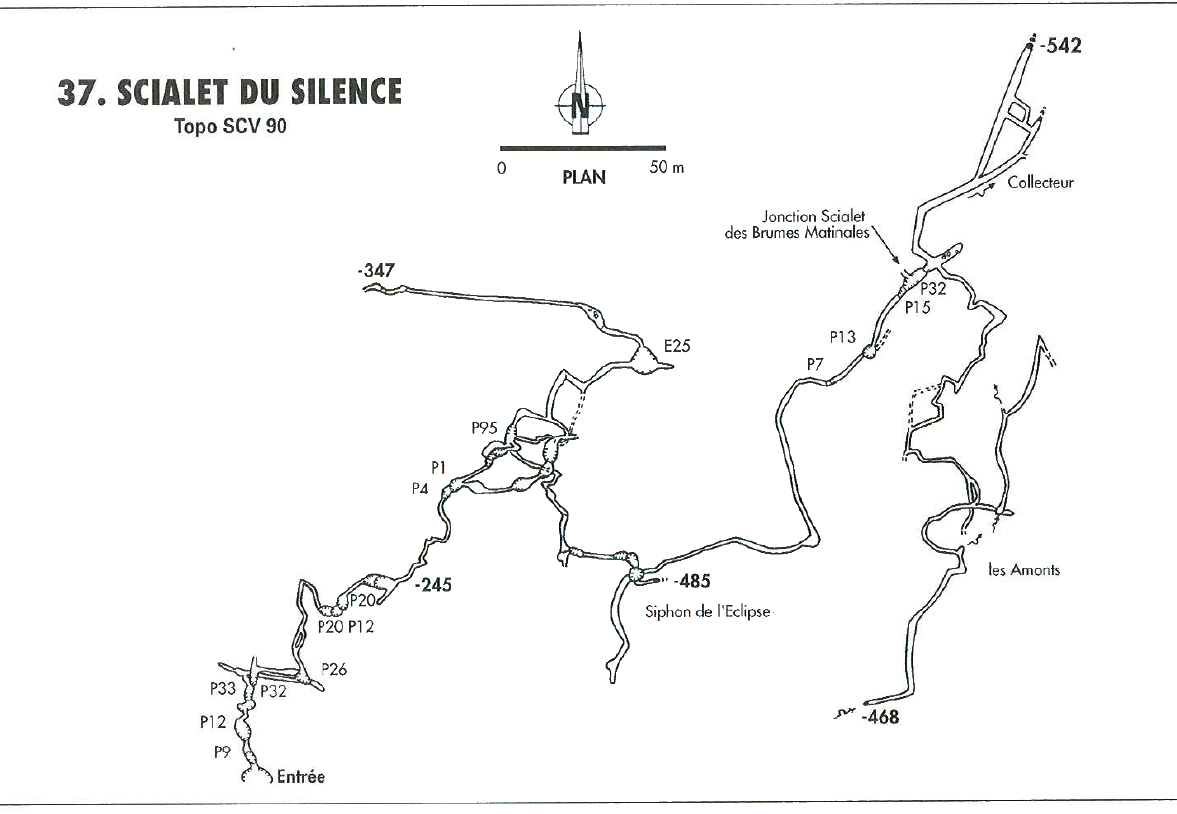 37. SCIALET DU SILENCE
Topo SCV 90
N
0
50 m
PLAN
-542
Collecteur
Jonction Scialet
des Brumes Matinales
P32
P15
-347
P13
E25
P7
P95
P1
P4
-245
-485
Siphon de l'Eclipse
les Amonts
P20
P20 P12
P26
P33
P32
-468
P12
P9
Entrée